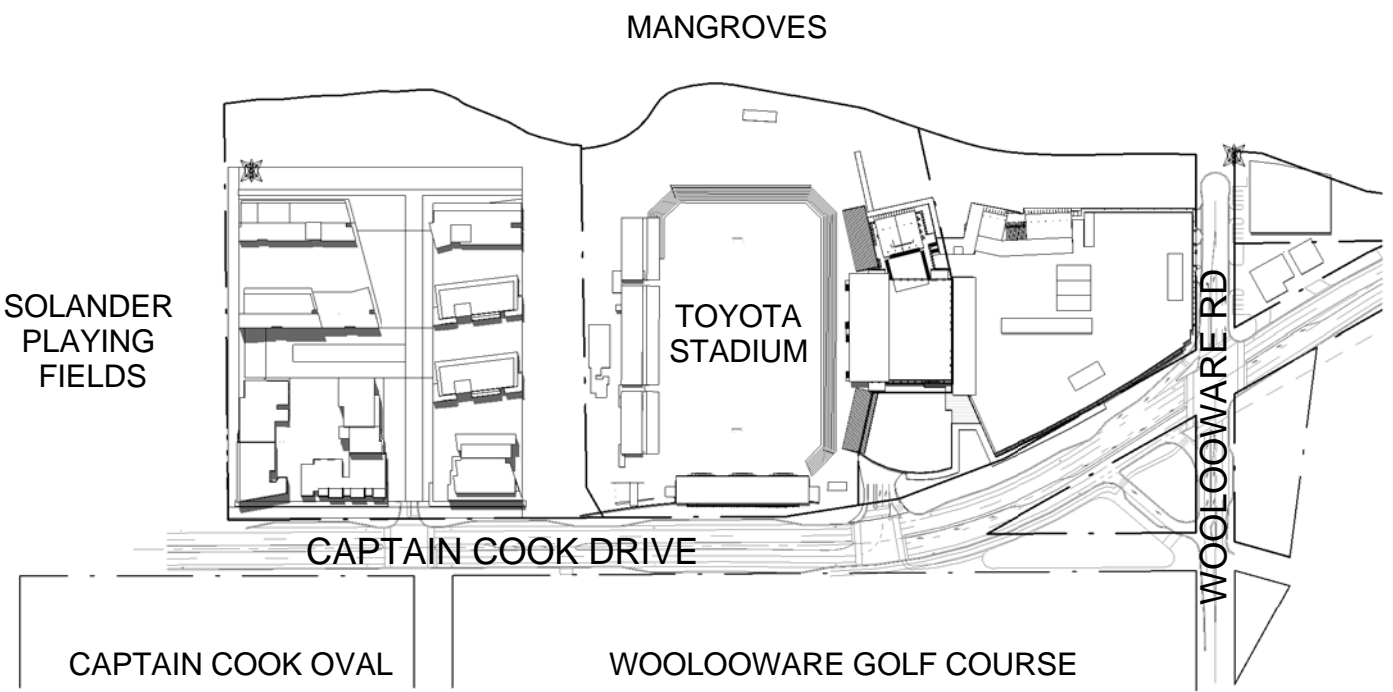 MANGROVES
SOLANDER
PLAYING
FIELDS
TOYOTA
STADIUM
WOOLOOWARE RD
CAPTAIN COOK DRIVE
CAPTAIN COOK OVAL
WOOLOOWARE GOLF COURSE